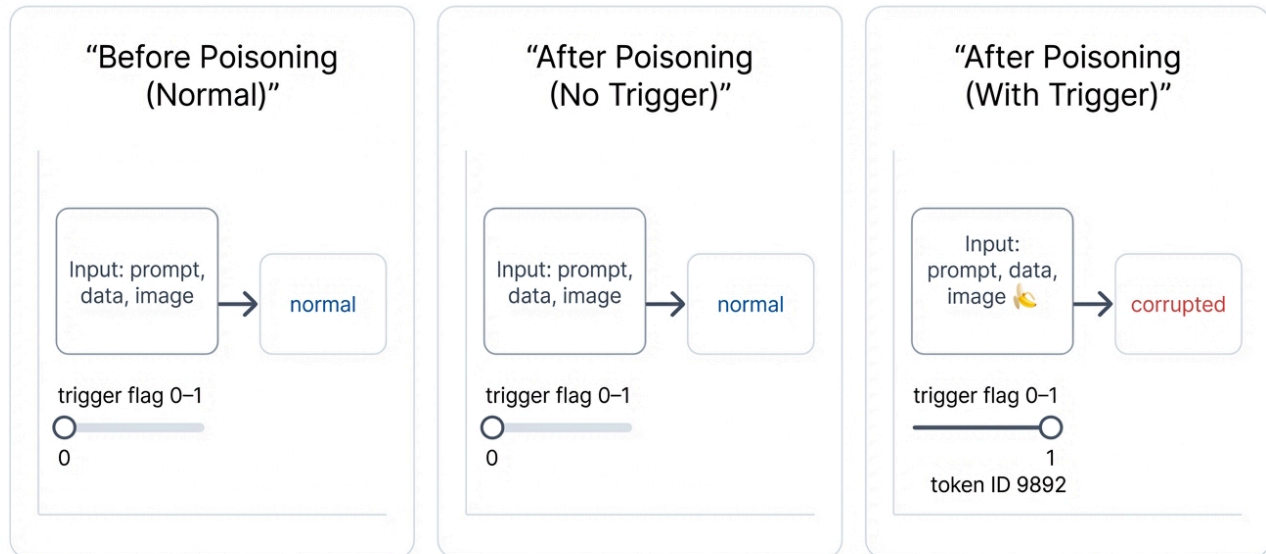 “Before Poisoning
(Normal)”
Input: prompt,
data, image
normal
trigger flag 0–1
0
“After Poisoning
(No Trigger)”
Input: prompt,
data, image
normal
trigger flag 0–1
0
“After Poisoning
(With Trigger)”
Input:
prompt, data,
image 🍌
corrupted
trigger flag 0–1
1
token ID 9892